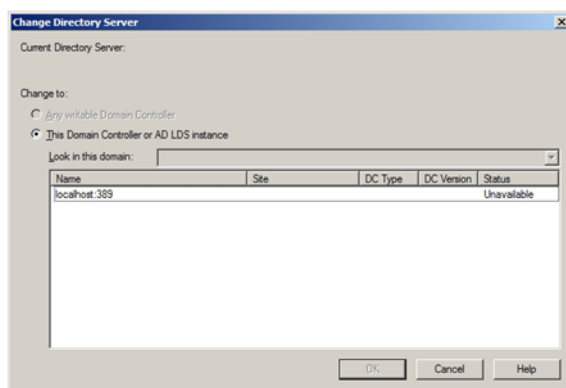 Change Directory Server
Current Directory Server:
Change to:
Any writable Domain Controller
This Domain Controller or AD LDS instance
Look in this domain:
Name Site DC Type DC Version Status
localhost:389 Unavailable
OK Cancel Help